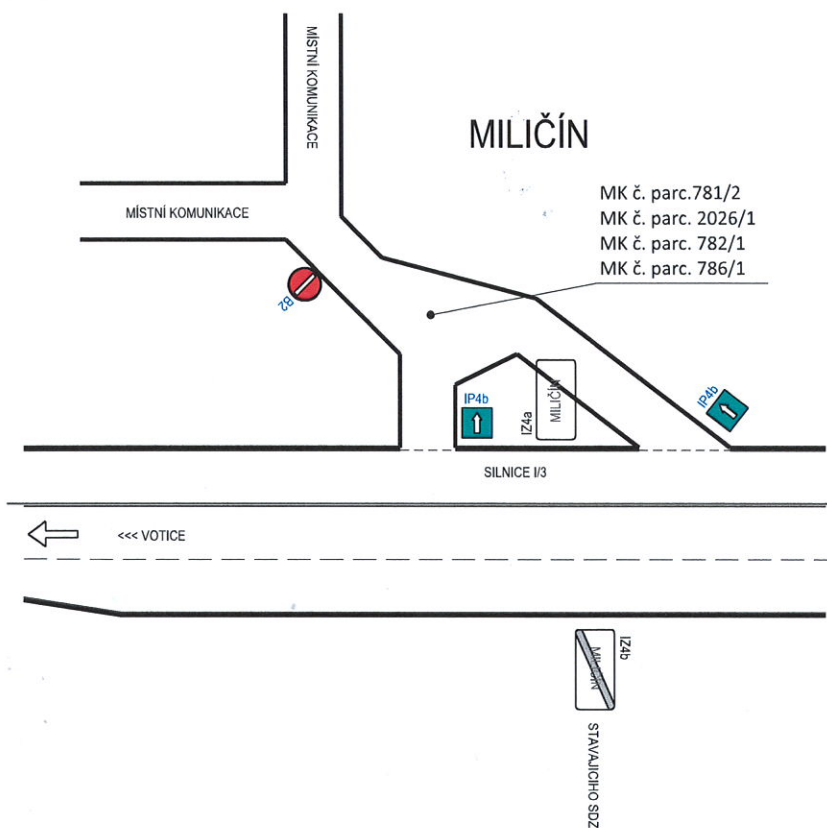 MÍSTNÍ KOMUNIKACE
MILIČÍN
MÍSTNÍ KOMUNIKACE
MK č. parc.781/2
MK č. parc. 2026/1
MK č. parc. 782/1
MK č. parc. 786/1
B2
IP4b
IZ4a
MILIČÍN
IP4b
SILNICE I/3
<<< VOTICE
MILIČÍN
IZ4b
STAVAJICIHO SDZ